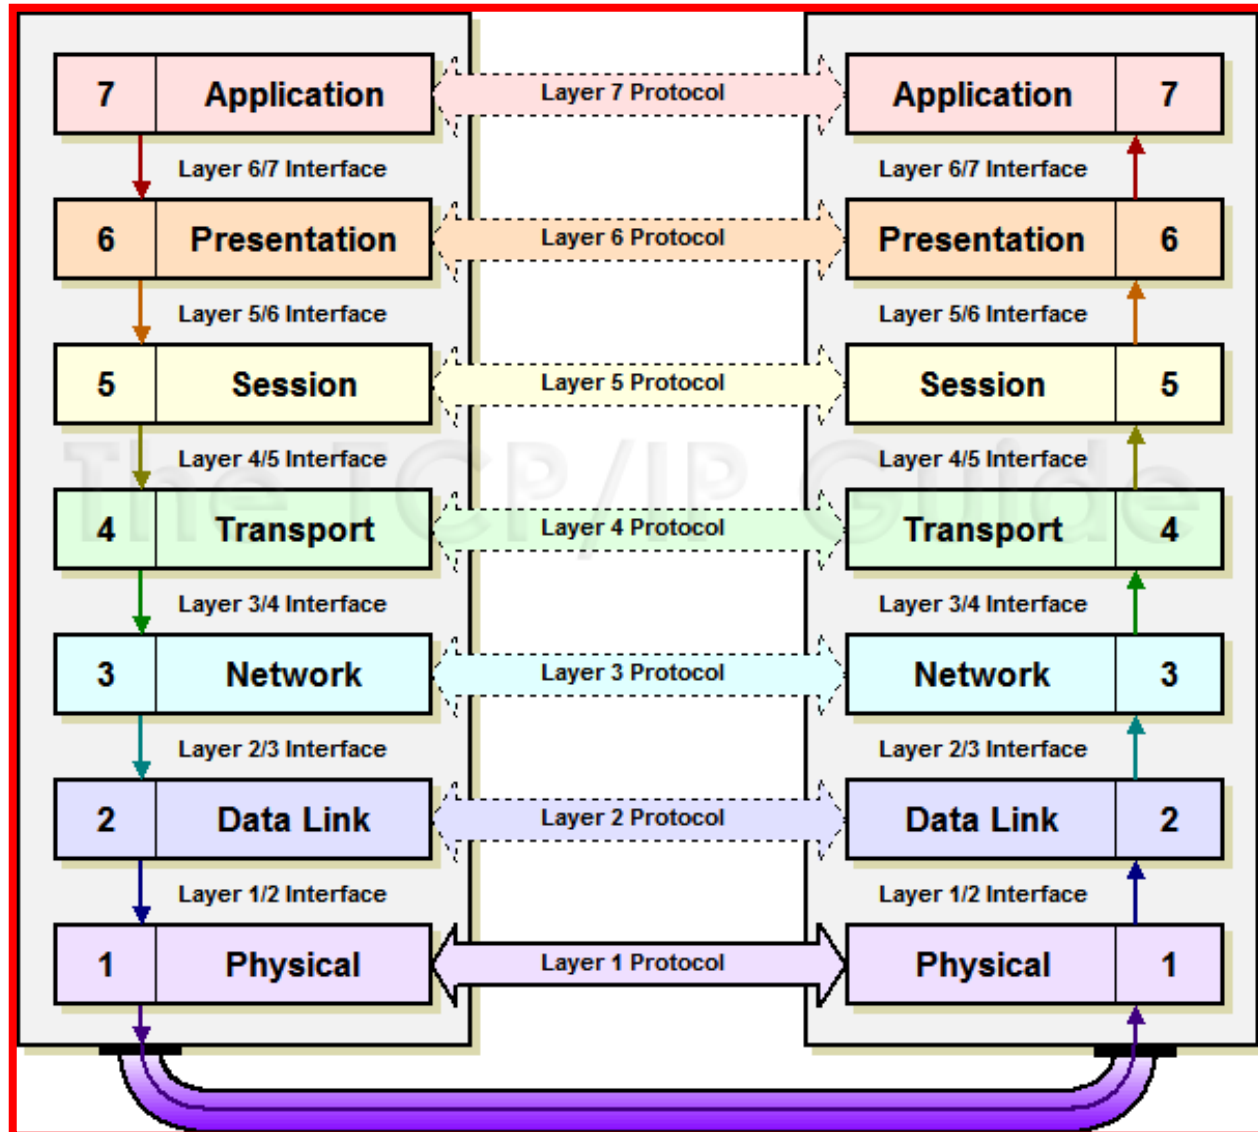 7 Application Layer 7 Protocol Application 7
Layer 6/7 Interface Layer 6/7 Interface
6 Presentation Layer 6 Protocol Presentation 6
Layer 5/6 Interface Layer 5/6 Interface
5 Session Layer 5 Protocol Session 5
The TCP/IP Guide
Layer 4/5 Interface Layer 4/5 Interface
4 Transport Layer 4 Protocol Transport 4
Layer 3/4 Interface Layer 3/4 Interface
3 Network Layer 3 Protocol Network 3
Layer 2/3 Interface Layer 2/3 Interface
2 Data Link Layer 2 Protocol Data Link 2
Layer 1/2 Interface Layer 1/2 Interface
1 Physical Layer 1 Protocol Physical 1